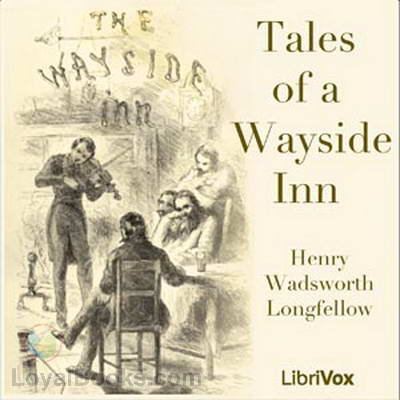 THE
WAYSIDE
INN
Tales
of a
Wayside
Inn
Henry
Wadsworth
Longfellow
LoyalBooks.com
LibriVox